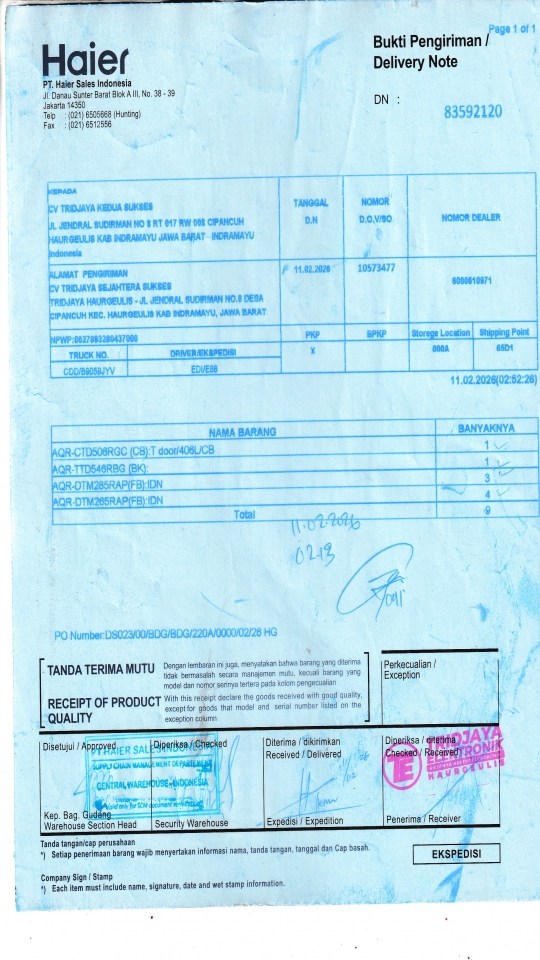 Page 1 of 1
Haier
Bukti Pengiriman /
Delivery Note
PT. Haier Sales Indonesia
Jl. Danau Sunter Barat Blok A III, No. 38 - 39
Jakarta 14350
Telp : (021) 6505668 (Hunting)
Fax : (021) 6512556
DN :
83592120
KEPADA
CV TRIDJAYA KEDUA SUKSES
JL JENDRAL SUDIRMAN NO 8 RT 017 RW 008 CIPANCUH
HAURGEULIS KAB INDRAMAYU JAWA BARAT - INDRAMAYU
Indonesia
TANGGAL
D.N
NOMOR
D.O./SO
NOMOR DEALER
ALAMAT PENGIRIMAN
CV TRIDJAYA SEJAHTERA SUKSES
TRIDJAYA HAURGEULIS - JL JENDRAL SUDIRMAN NO.8 DESA
CIPANCUH KEC. HAURGEULIS KAB INDRAMAYU, JAWA BARAT
11.02.2026
10573477
6000610971
NPWP:0627893280437000
PKP
BPKP
Storege Location
Shipping Point
TRUCK NO.
DRIVER/EKSPEDISI
X
000A
65D1
CDD/B9059JYV
EDI/E86
11.02.2026(02:52:26)
NAMA BARANG
BANYAKNYA
AQR-CTD506RGC (CB):T door/406L/CB
1
AQR-TTD546RBG (BK):
1
AQR-DTM285RAP(FB):IDN
3
AQR-DTM265RAP(FB):IDN
4
Total
9
11.02.2026
02.13
PO Number:DS023/00/BDG/BDG/220A/0000/02/26 HG
TANDA TERIMA MUTU
Dengan lembaran ini juga, menyatakan bahwa barang yang diterima
tidak bermasalah secara manajemen mutu, kecuali barang yang
model dan nomor serinya tertera pada kolom pengecualian
RECEIPT OF PRODUCT
QUALITY
With this receipt declare the goods received with good quality,
except for goods that model and serial number listed on the
exception column
Perkecualian /
Exception
Disetujui / Approved
Diperiksa / Checked
Diterima / dikirimkan
Received / Delivered
Diperiksa / diterima
Checked / Received
PT HAIER SALES INDONESIA
SUPPLY CHAIN MANAGEMENT DEPARTEMENT
CENTRAL WAREHOUSE-INDONESIA
TE
TRIDJAYA
ELEKTRONIK
HAURGEULIS
Kep. Bag. Gudang
Warehouse Section Head
Security Warehouse
Expedisi / Expedition
Penerima / Receiver
Tanda tangan/cap perusahaan
*) Setiap penerimaan barang wajib menyertakan informasi nama, tanda tangan, tanggal dan Cap basah.
EKSPEDISI
Company Sign / Stamp
*) Each item must include name, signature, date and wet stamp information.